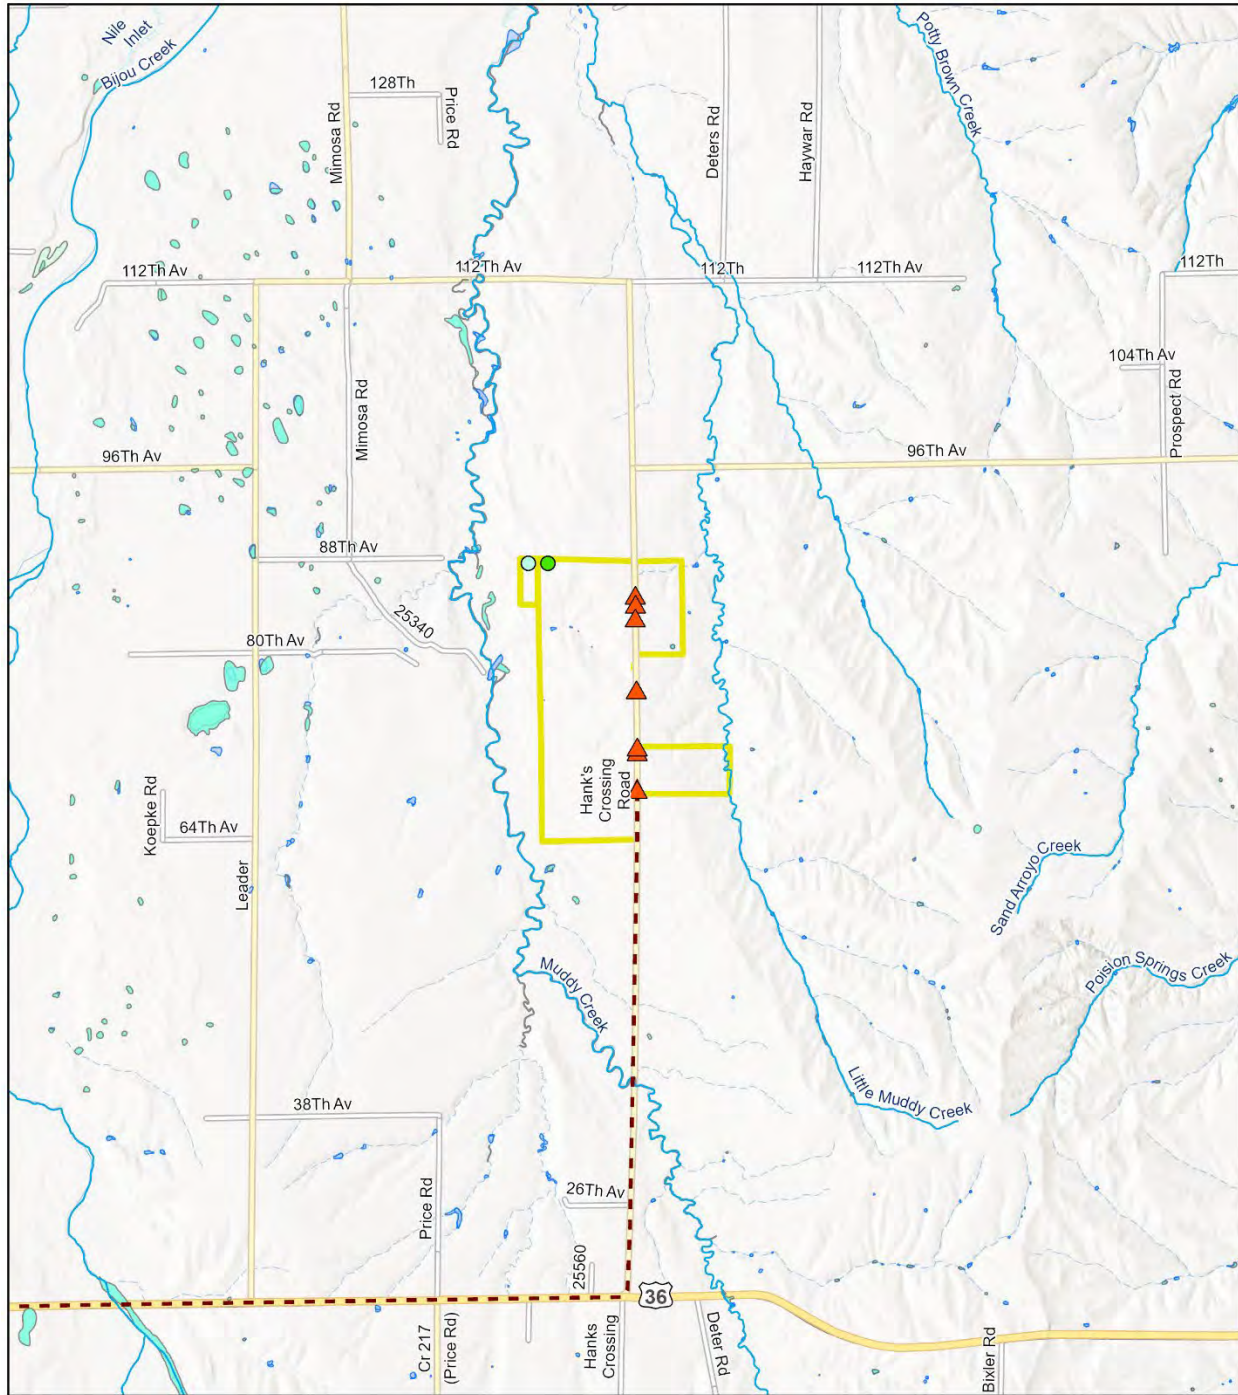 Nile
Inlet
Bijou Creek
128Th
Price Rd
Mimosa Rd
Deters Rd
Haywar Rd
Potty Brown Creek
112Th Av
112Th Av
112Th
112Th Av
112Th
104Th Av
Prospect Rd
Mimosa Rd
96Th Av
96Th Av
88Th Av
25340
80Th Av
Hank's
Crossing
Road
Koepke Rd
64Th Av
Leader
Sand Arroyo Creek
Muddy Creek
Poision Springs Creek
Little Muddy Creek
38Th Av
Price Rd
26Th Av
25560
36
Cr 217
(Price Rd)
Hanks
Crossing
Deter Rd
Bixler Rd